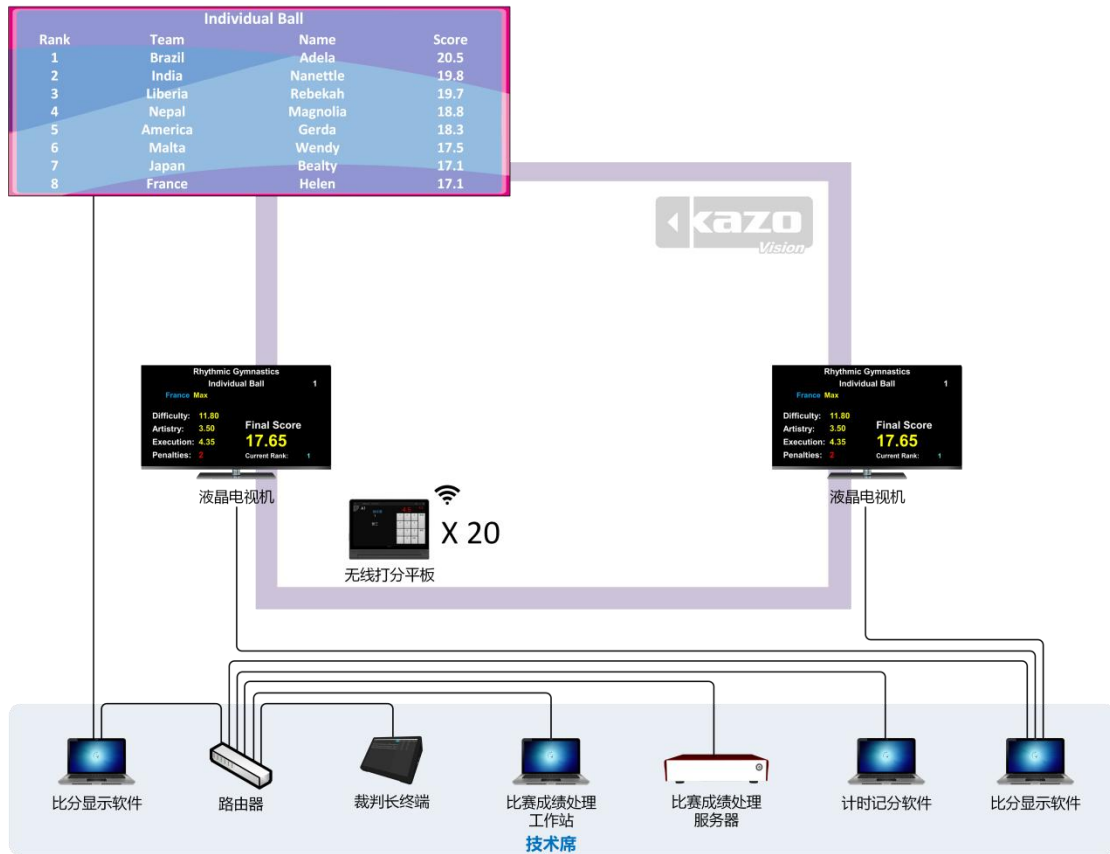 Individual Ball
Rank Team Name Score
1 Brazil Adela 20.5
2 India Nanettle 19.8
3 Liberia Rebekah 19.7
4 Nepal Magnolia 18.8
5 America Gerda 18.3
6 Malta Wendy 17.5
7 Japan Bealty 17.1
8 France Helen 17.1
kazo
Vision
Rhythmic Gymnastics
Individual Ball 1
France Max
Difficulty: 11.80
Artistry: 3.50
Execution: 4.35
Penalties: 2
Final Score
17.65
Current Rank: 1
液晶电视机
Rhythmic Gymnastics
Individual Ball 1
France Max
Difficulty: 11.80
Artistry: 3.50
Execution: 4.35
Penalties: 2
Final Score
17.65
Current Rank: 1
液晶电视机
X 20
无线打分平板
比分显示软件
路由器
裁判长终端
比赛成绩处理
工作站
比赛成绩处理
服务器
计时记分软件
比分显示软件
技术席